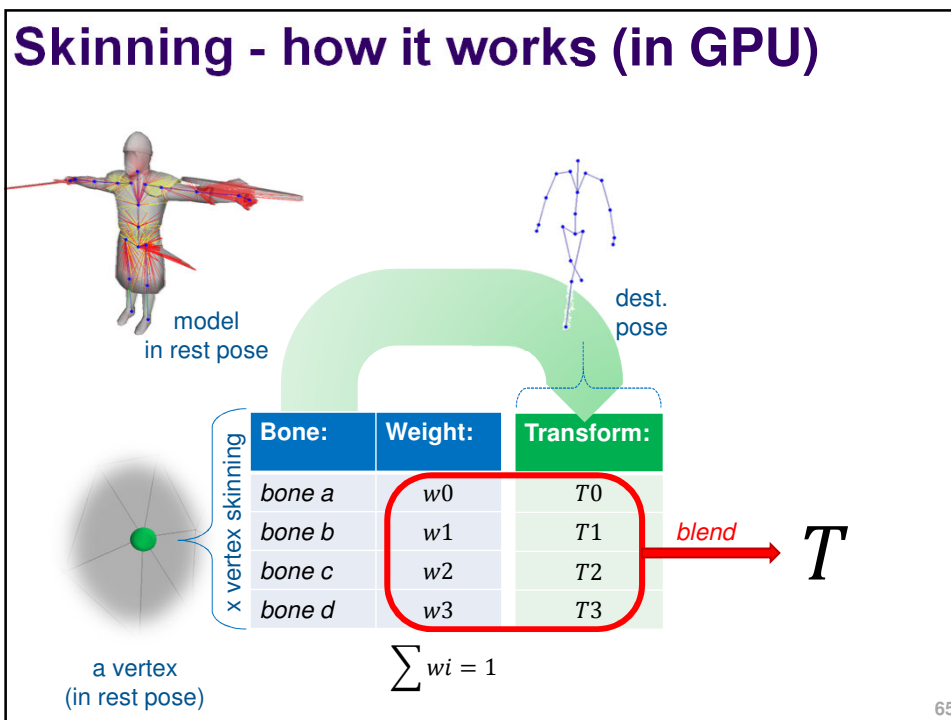 Skinning - how it works (in GPU)
model
in rest pose
dest.
pose
x vertex skinning
Bone: Weight: Transform:
bone a w0 T0
bone b w1 T1
bone c w2 T2
bone d w3 T3
blend
T
∑ wi = 1
a vertex
(in rest pose)
65